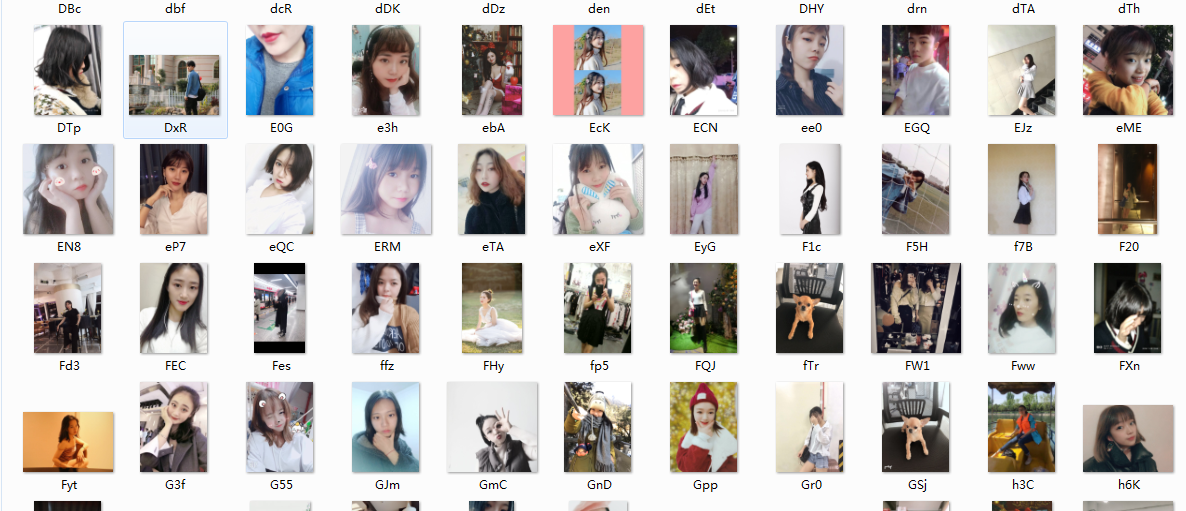 DBc dbf dcR dDK dDz den dEt DHY drn dTA dTh
DTp DxR E0G e3h ebA EcK ECN ee0 EGQ EJz eME
EN8 eP7 eQC ERM eTA eXF EyG F1c F5H f7B F20
Fd3 FEC Fes ffz FHy fp5 FQJ fTr FW1 Fww FXn
Fyt G3f G55 GJm GmC GnD Gpp Gr0 GSj h3C h6K